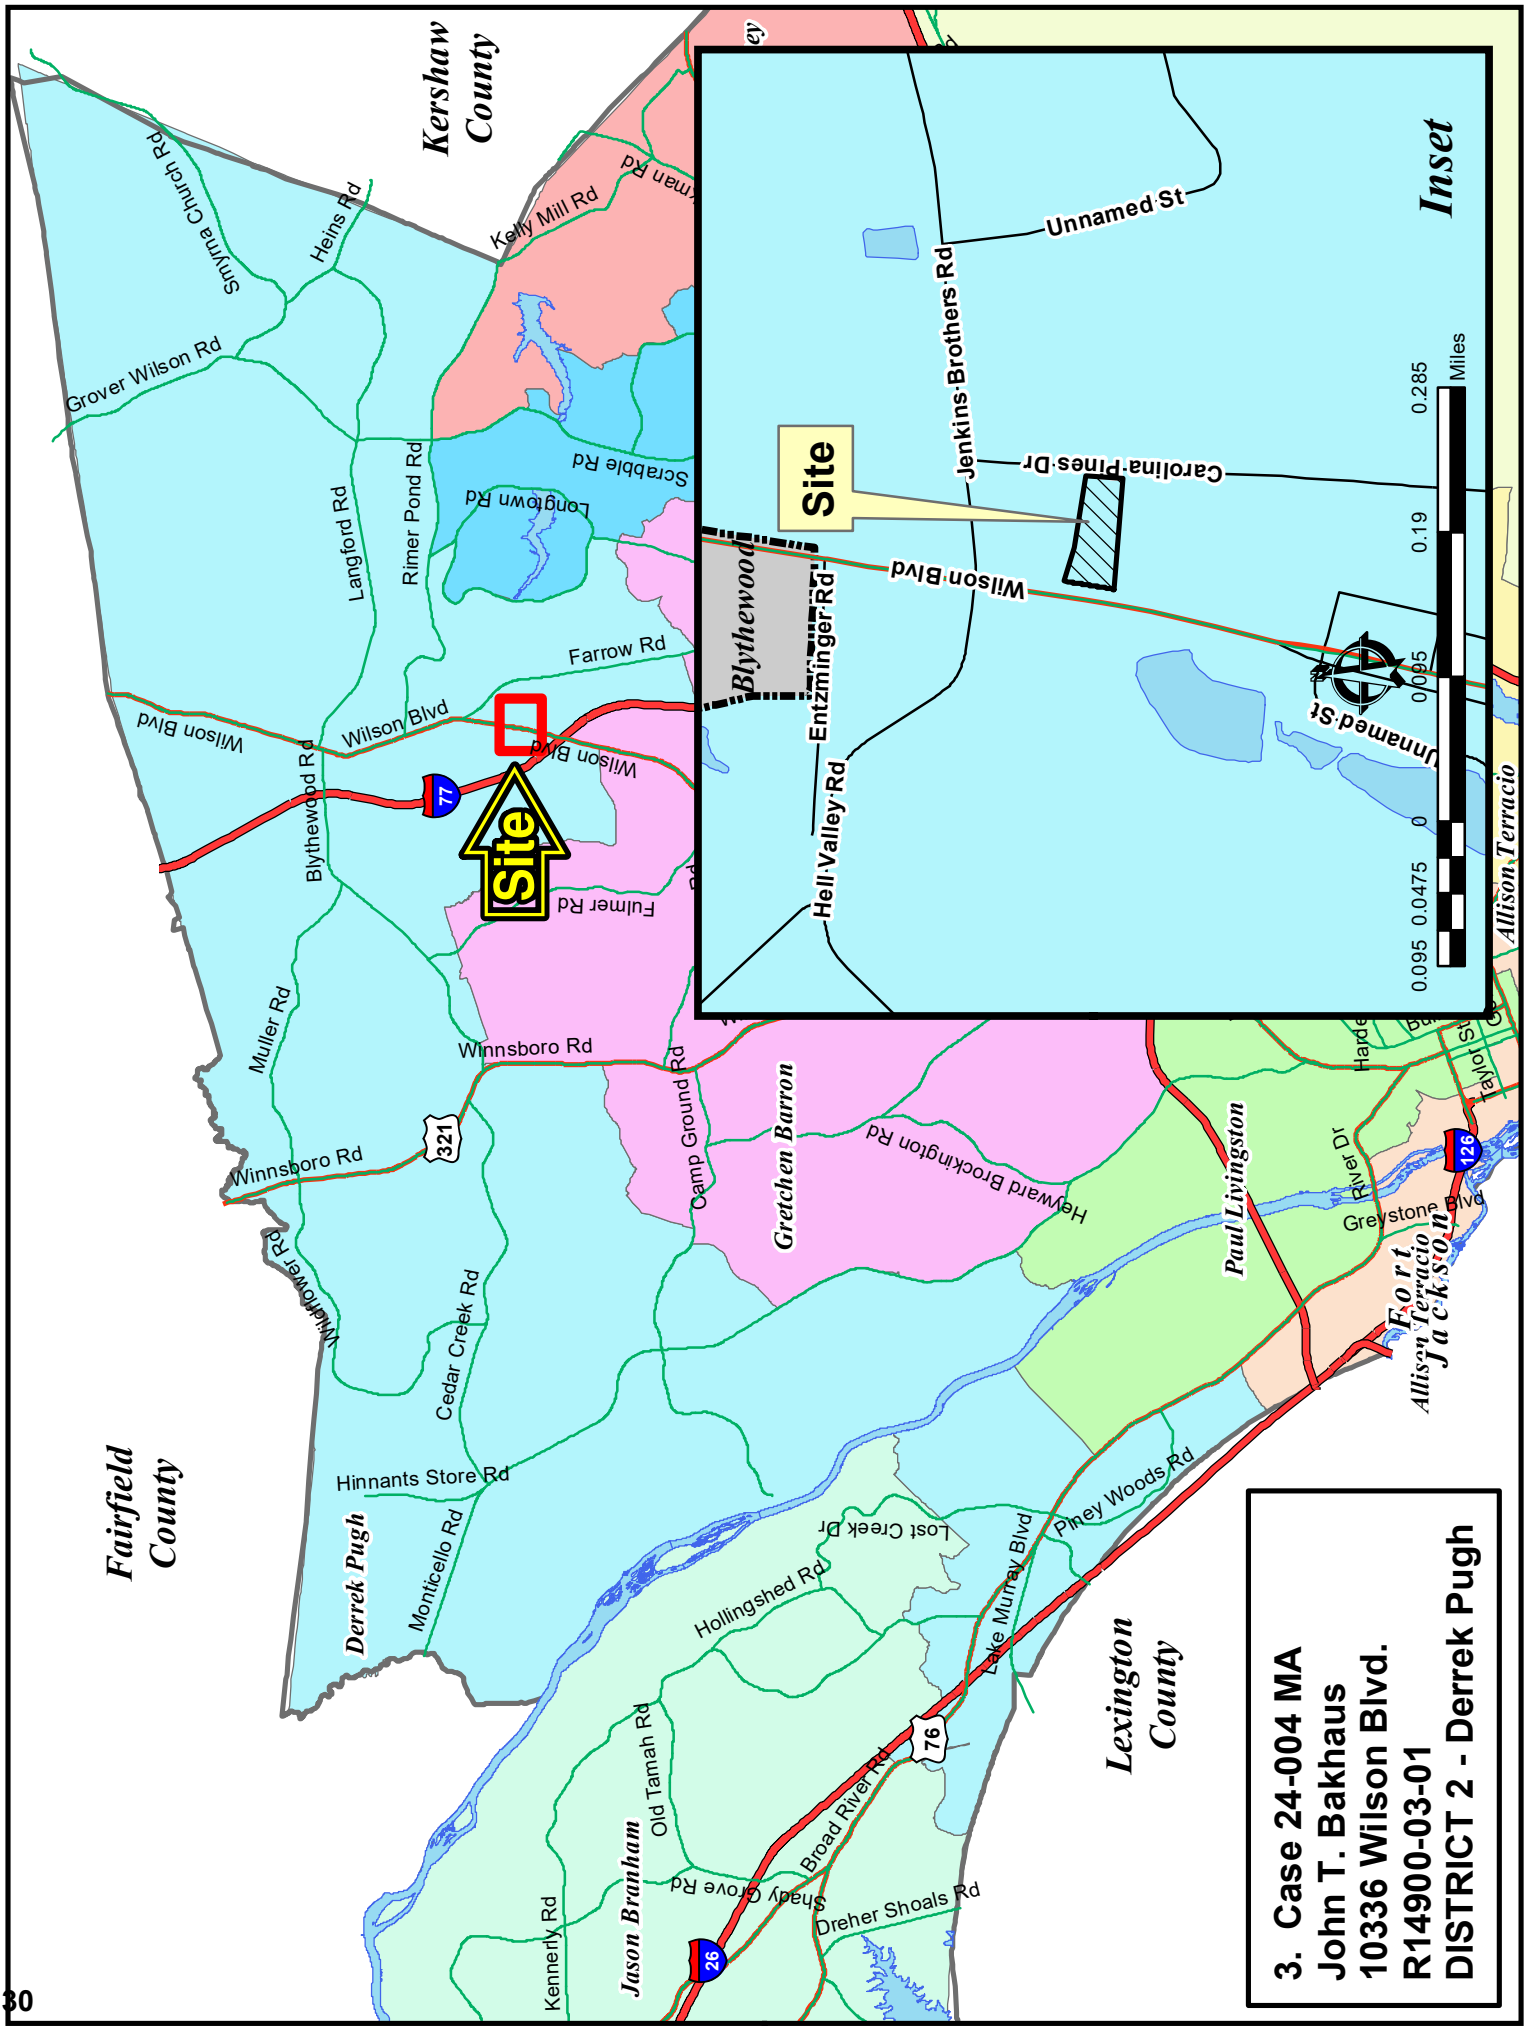 30
Fairfield
County
Kershaw
County
Lexington
County
Smyrna Church Rd
Heins Rd
Grover Wilson Rd
Kelly Mill Rd
kman Rd
ey
Langford Rd
Rimer Pond Rd
Longtown Rd
Scrabble Rd
Farrow Rd
Wilson Blvd
Wilson Blvd
Wilson Blvd
Blythewood Rd
77
Site
Fulmer Rd
Rd
Muller Rd
Winnsboro Rd
Winnsboro Rd
321
Camp Ground Rd
Gretchen Barron
Heyward Brockington Rd
Wildflower Rd
Cedar Creek Rd
Hinnants Store Rd
Monticello Rd
Derrek Pugh
Hollingshed Rd
Lost Creek Dr
Piney Woods Rd
Lake Murray Blvd
Old Tamah Rd
76
Broad River Rd
Shady Grove Rd
Dreher Shoals Rd
Kennerly Rd
Jason Branham
26
Paul Livingston
River Dr
Greystone Blvd
126
Harde
Taylor St
Fort
Jackson
Allison Terracio
Allison Terracio
Inset
Blythewood
Entzminger Rd
Hell Valley Rd
Wilson Blvd
Site
Jenkins Brothers Rd
Carolina Pines Dr
Unnamed St
Unnamed St
0.095 0.0475 0 0.095 0.19 0.285
Miles
3. Case 24-004 MA
John T. Bakhaus
10336 Wilson Blvd.
R14900-03-01
DISTRICT 2 - Derrek Pugh